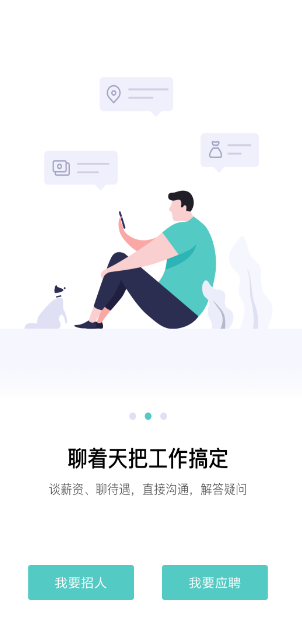 聊着天把工作搞定
谈薪资、聊待遇，直接沟通，解答疑问
我要招人
我要应聘